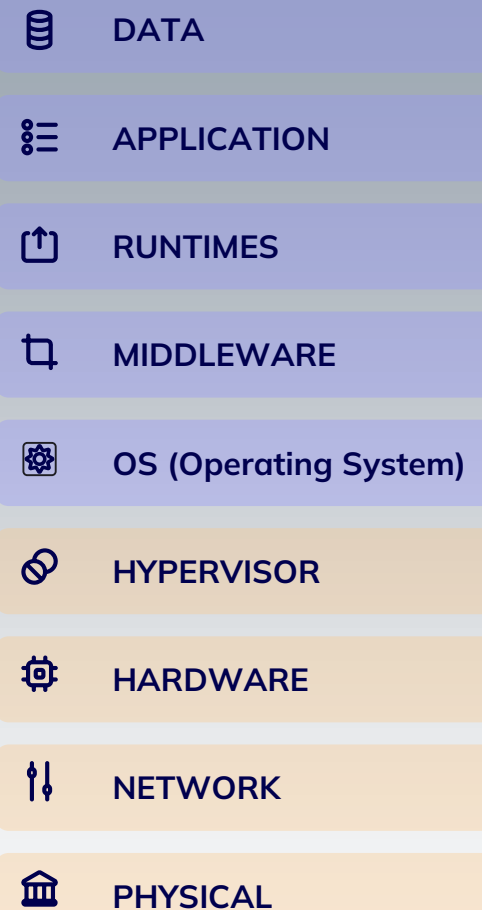 DATA
APPLICATION
RUNTIMES
MIDDLEWARE
OS (Operating System)
HYPERVISOR
HARDWARE
NETWORK
PHYSICAL